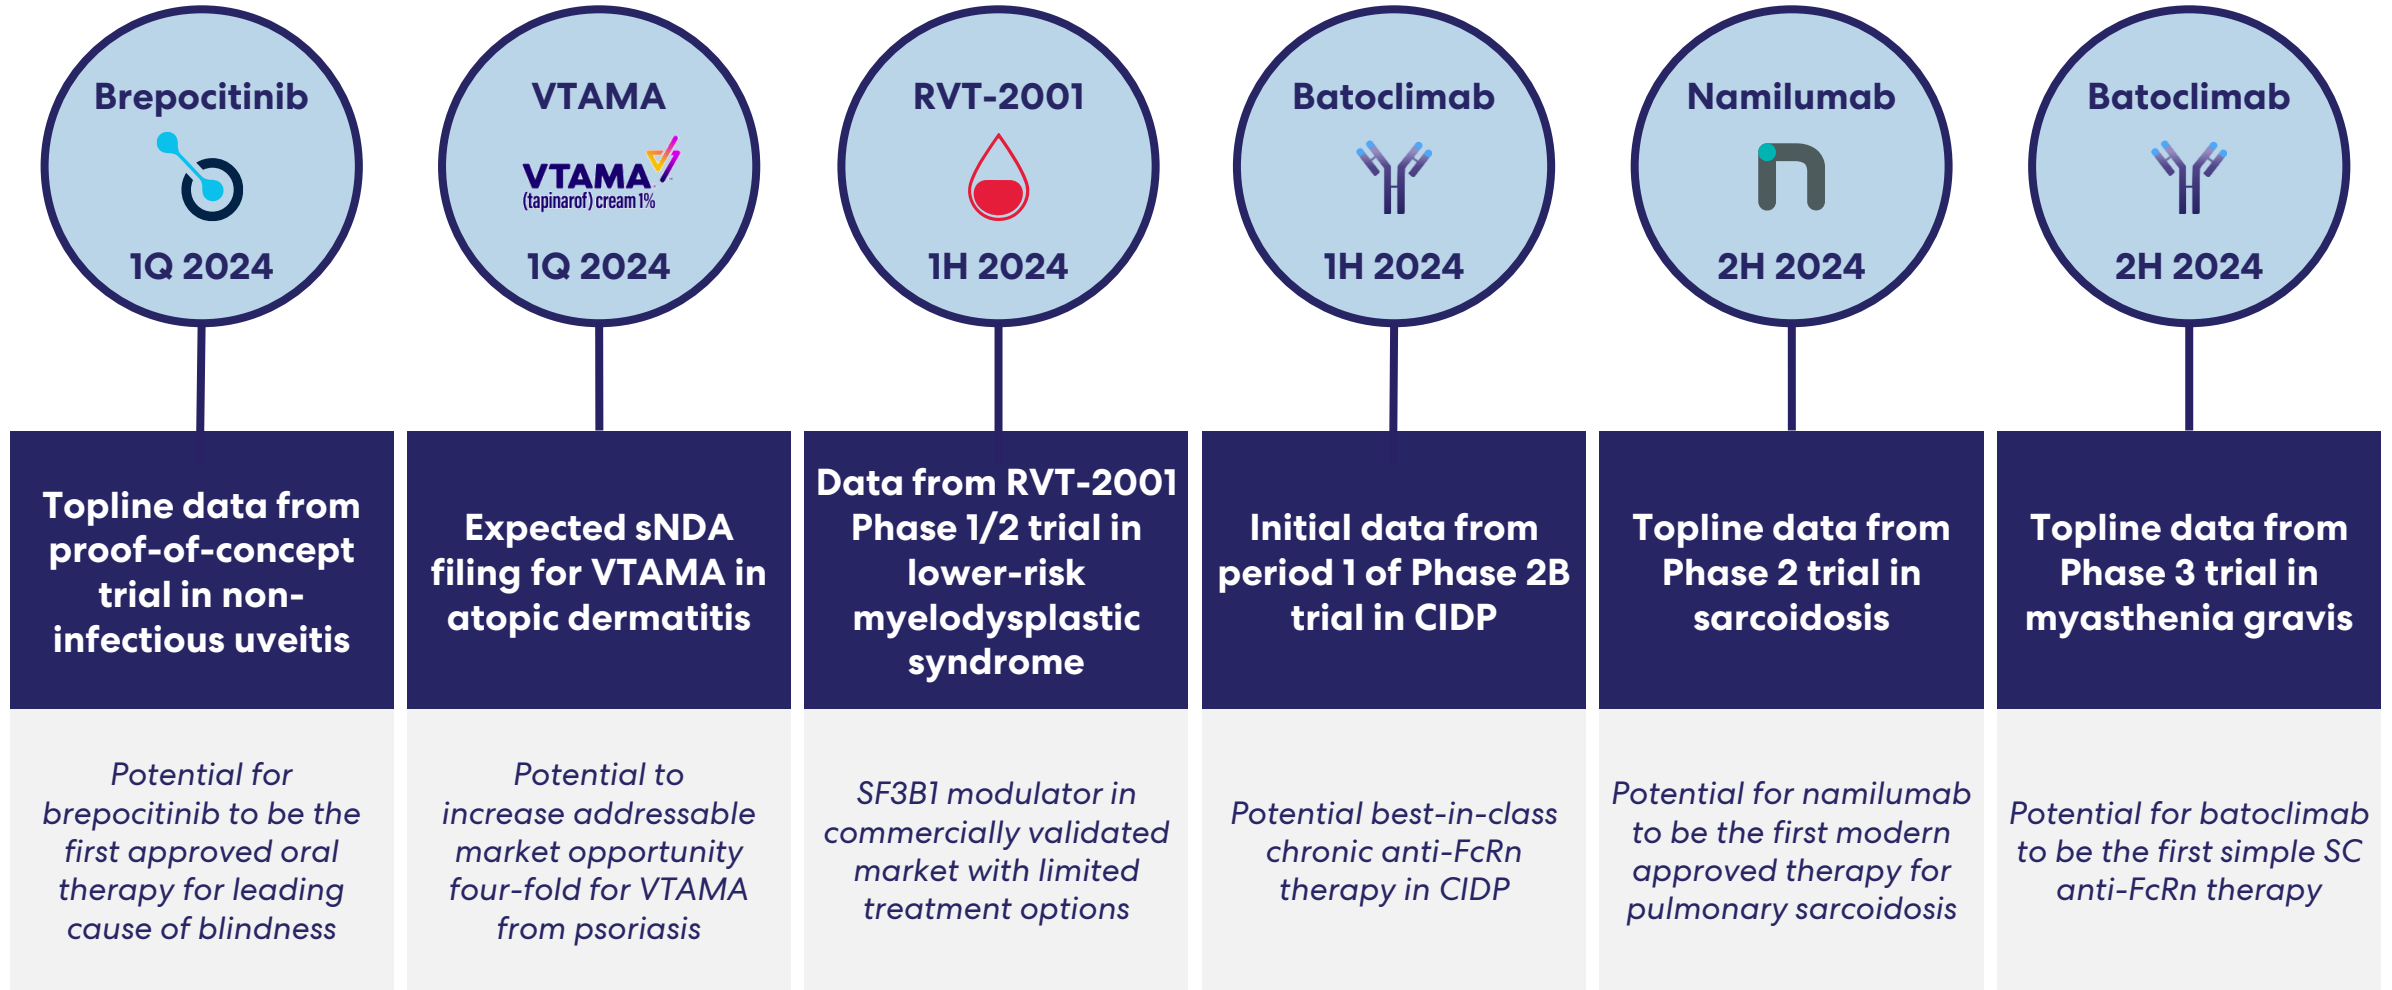 Brepocitinib
1Q 2024
Topline data from
proof-of-concept
trial in non-
infectious uveitis
Potential for
brepocitinib to be the
first approved oral
therapy for leading
cause of blindness
VTAMA
VTAMA™
(tapinarof) cream 1%
1Q 2024
Expected sNDA
filing for VTAMA in
atopic dermatitis
Potential to
increase addressable
market opportunity
four-fold for VTAMA
from psoriasis
RVT-2001
1H 2024
Data from RVT-2001
Phase 1/2 trial in
lower-risk
myelodysplastic
syndrome
SF3B1 modulator in
commercially validated
market with limited
treatment options
Batoclimab
1H 2024
Initial data from
period 1 of Phase 2B
trial in CIDP
Potential best-in-class
chronic anti-FcRn
therapy in CIDP
Namilumab
2H 2024
Topline data from
Phase 2 trial in
sarcoidosis
Potential for namilumab
to be the first modern
approved therapy for
pulmonary sarcoidosis
Batoclimab
2H 2024
Topline data from
Phase 3 trial in
myasthenia gravis
Potential for batoclimab
to be the first simple SC
anti-FcRn therapy